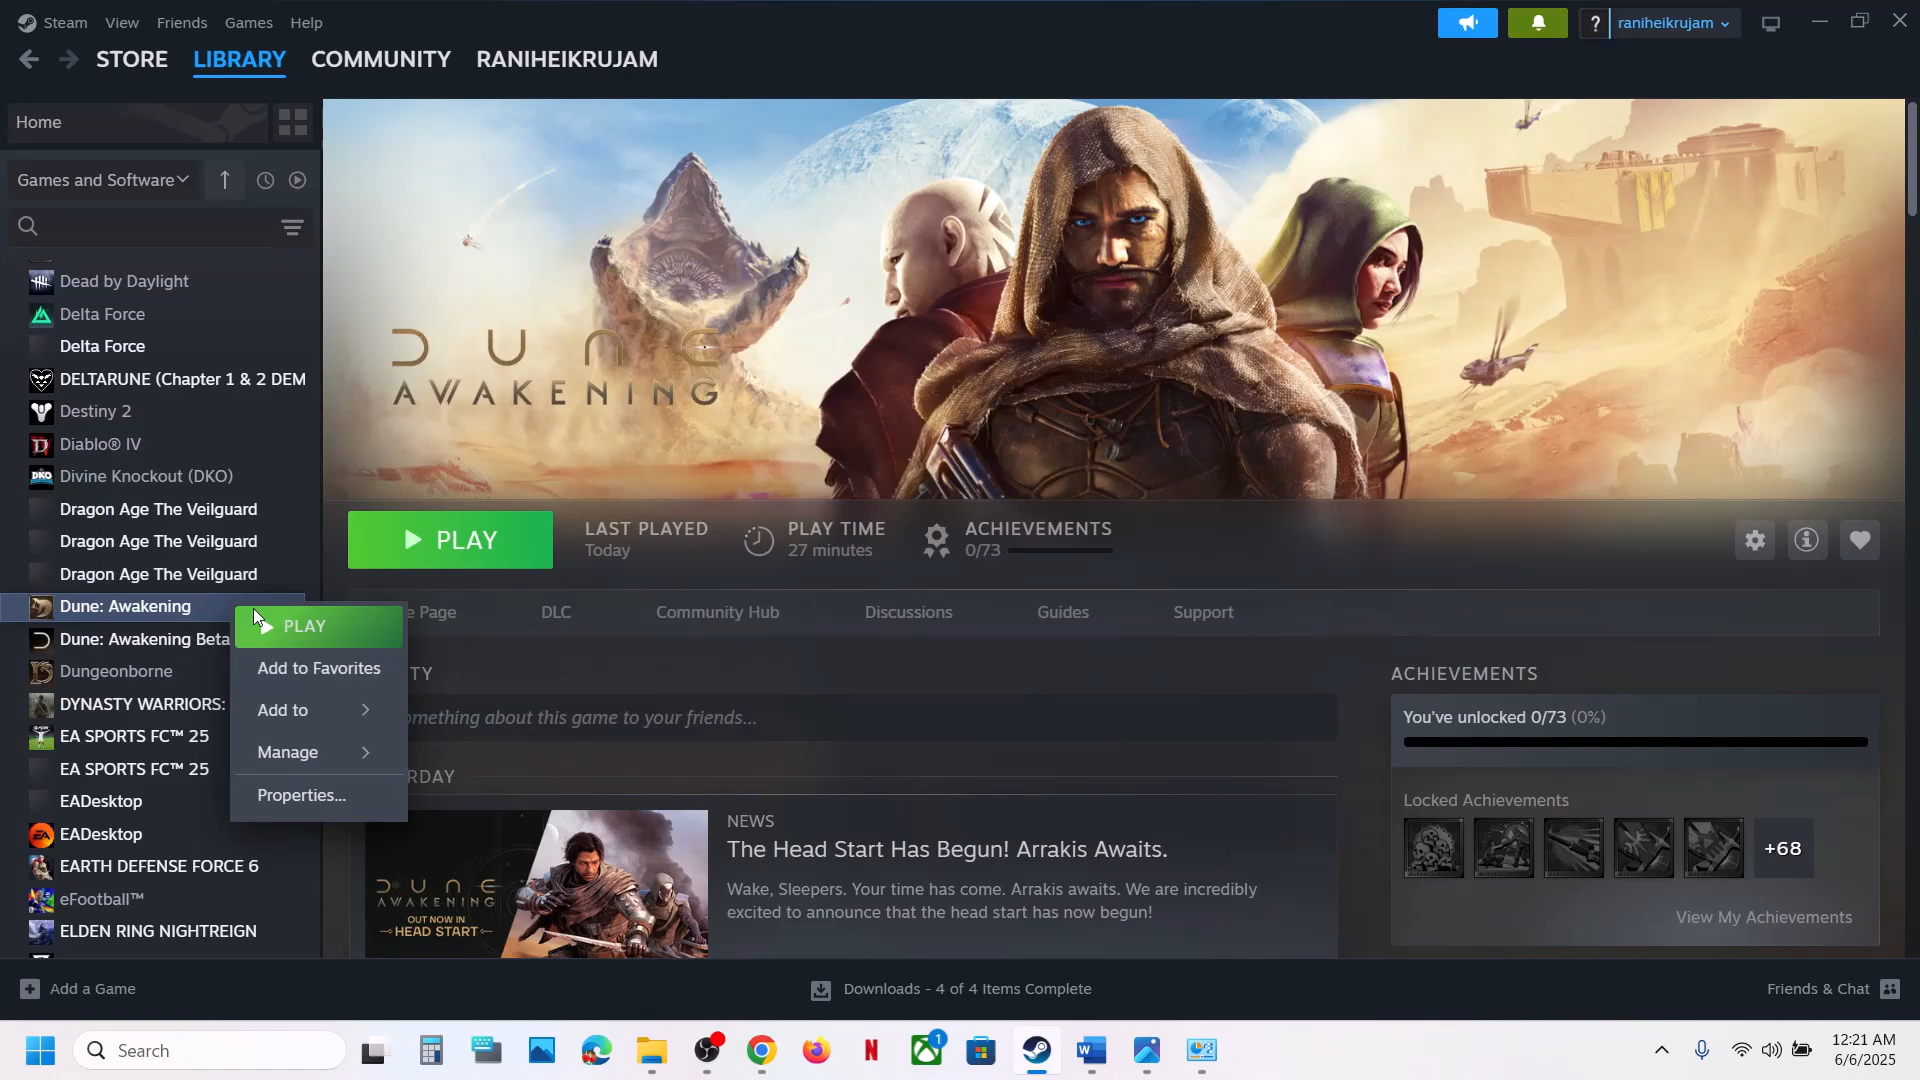 Steam View Friends Games Help
raniheikrujam
STORE LIBRARY COMMUNITY RANIHEIKRUJAM
Home
Games and Software
Dead by Daylight
Delta Force
Delta Force
DELTARUNE (Chapter 1 & 2 DEM
Destiny 2
Diablo® IV
Divine Knockout (DKO)
Dragon Age The Veilguard
Dragon Age The Veilguard
Dragon Age The Veilguard
Dune: Awakening
Dune: Awakening Beta
Dungeonborne
DYNASTY WARRIORS:
EA SPORTS FC™ 25
EA SPORTS FC™ 25
EADesktop
EADesktop
EARTH DEFENSE FORCE 6
eFootball™
ELDEN RING NIGHTREIGN
PLAY
Add to Favorites
Add to
Manage
Properties...
DUNE
AWAKENING
PLAY
LAST PLAYED
Today
PLAY TIME
27 minutes
ACHIEVEMENTS
0/73
e Page DLC Community Hub Discussions Guides Support
TY
omething about this game to your friends...
RDAY
DUNE
AWAKENING
OUT NOW IN
HEAD START
NEWS
The Head Start Has Begun! Arrakis Awaits.
Wake, Sleepers. Your time has come. Arrakis awaits. We are incredibly
excited to announce that the head start has now begun!
ACHIEVEMENTS
You've unlocked 0/73 (0%)
Locked Achievements
+68
View My Achievements
Add a Game
Downloads - 4 of 4 Items Complete
Friends & Chat
Search
1
12:21 AM
6/6/2025